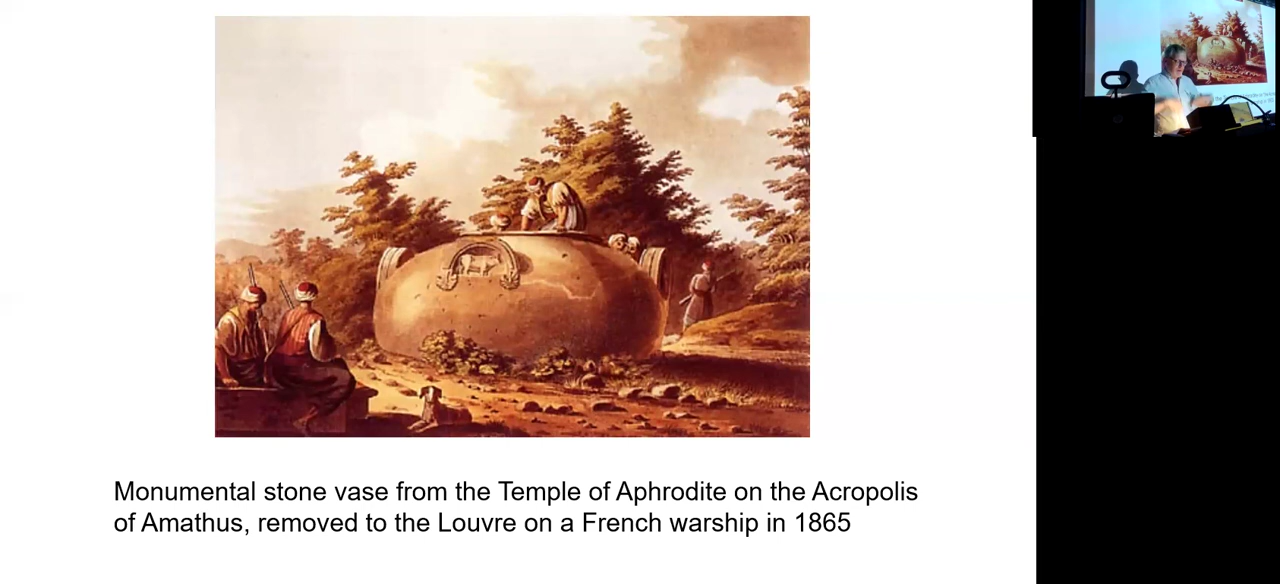 Monumental stone vase from the Temple of Aphrodite on the Acropolis
of Amathus, removed to the Louvre on a French warship in 1865